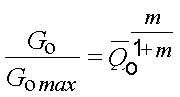 G₀ / G₀ max = Q̅₀^(m / (1+m))